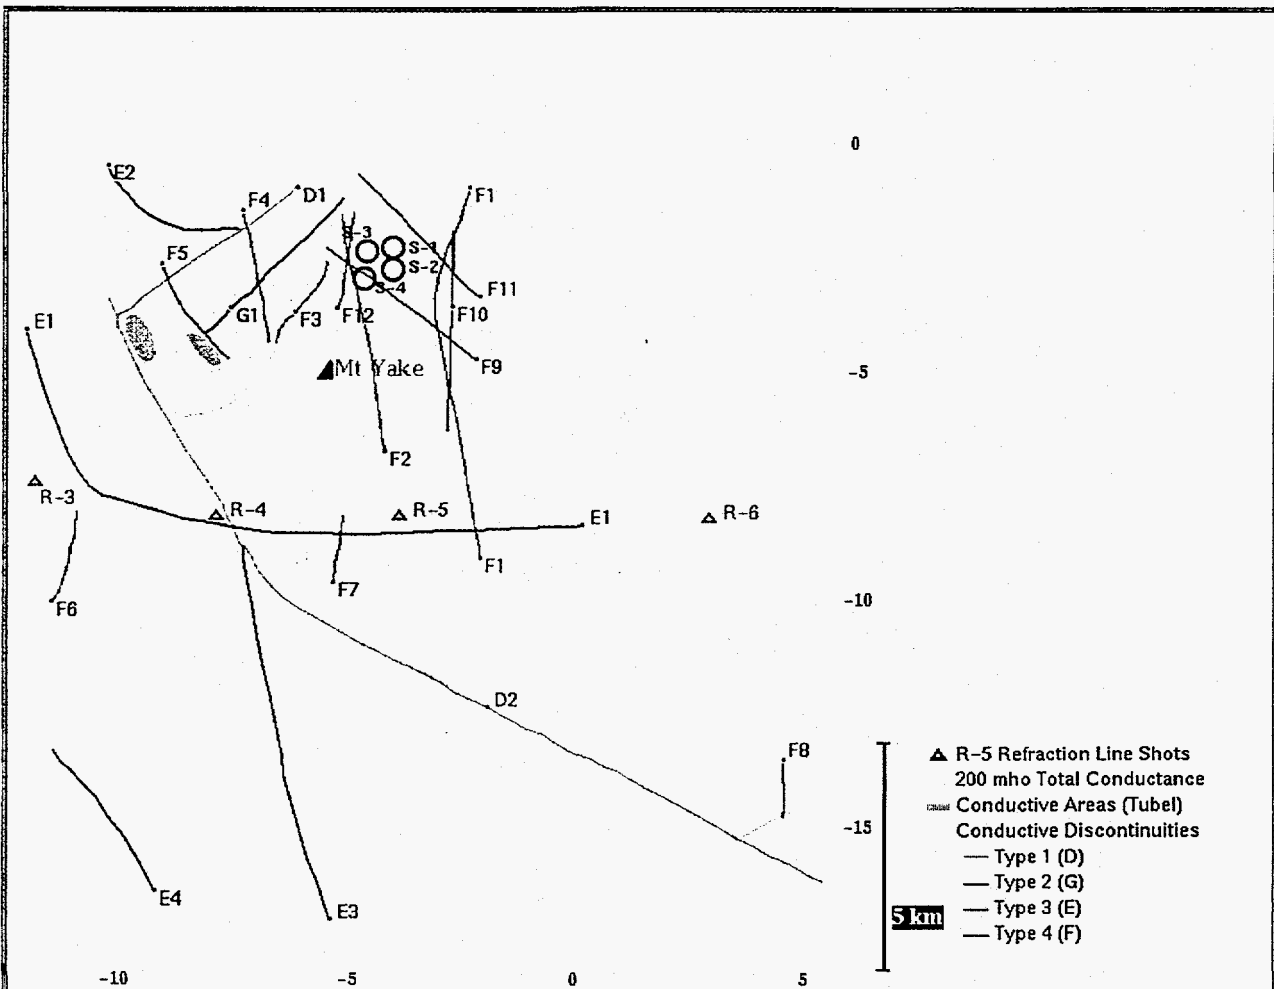 0
E2
F4
D1
F1
S-3
S-1
F5
S-2
S-4
F11
E1
G1
F3
F12
F10
Mt Yake
F9
-5
F2
R-3
R-4
R-5
E1
R-6
F1
F7
F6
-10
D2
F8
R-5 Refraction Line Shots
200 mho Total Conductance
Conductive Areas (Tubel)
-15
Conductive Discontinuities
Type 1 (D)
Type 2 (G)
E4
E3
5 km
Type 3 (E)
Type 4 (F)
-10
-5
0
5